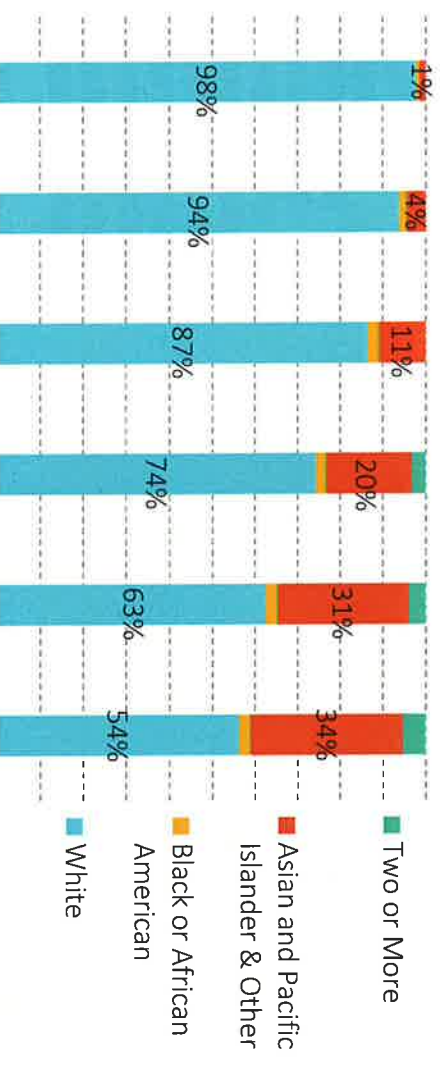 1%
4%
11%
20%
31%
34%
98%
94%
87%
74%
63%
54%
Two or More
Asian and Pacific
Islander & Other
Black or African
American
White